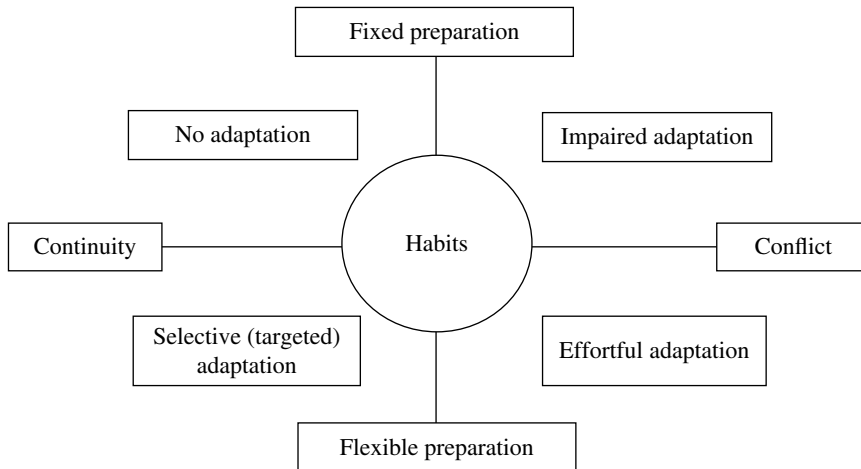 Fixed preparation
No adaptation
Impaired adaptation
Continuity
Habits
Conflict
Selective (targeted)
adaptation
Effortful adaptation
Flexible preparation